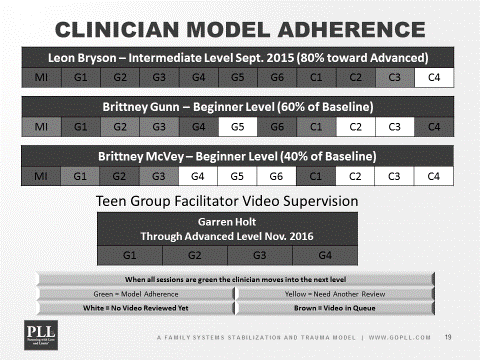 CLINICIAN MODEL ADHERENCE
Leon Bryson – Intermediate Level Sept. 2015 (80% toward Advanced)
MI G1 G2 G3 G4 G5 G6 C1 C2 C3 C4
Brittney Gunn – Beginner Level (60% of Baseline)
MI G1 G2 G3 G4 G5 G6 C1 C2 C3 C4
Brittney McVey – Beginner Level (40% of Baseline)
MI G1 G2 G3 G4 G5 G6 C1 C2 C3 C4
Teen Group Facilitator Video Supervision
Garren Holt
Through Advanced Level Nov. 2016
G1 G2 G3 G4
When all sessions are green the clinician moves into the next level
Green = Model Adherence Yellow = Need Another Review
White = No Video Reviewed Yet Brown = Video in Queue
PLL
Parenting with Love
and Limits
A FAMILY SYSTEMS STABILIZATION AND TRAUMA MODEL | WWW.GOPLL.COM 19